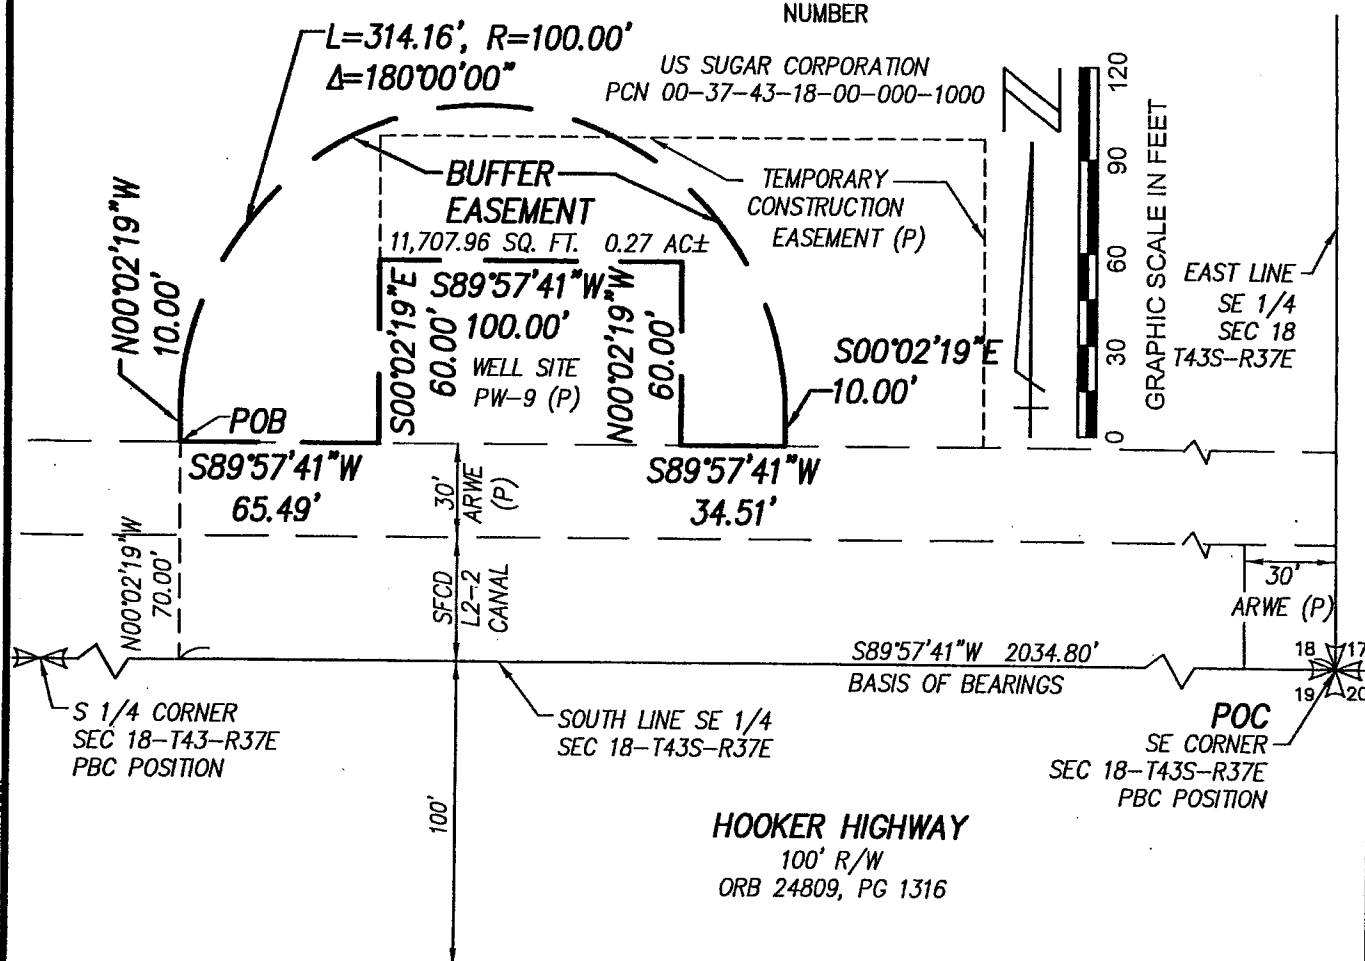 NUMBER
L=314.16', R=100.00'
Δ=180°00'00"
US SUGAR CORPORATION
PCN 00-37-43-18-00-000-1000
BUFFER
EASEMENT
11,707.96 SQ. FT. 0.27 AC±
TEMPORARY
CONSTRUCTION
EASEMENT (P)
N00°02'19"W
10.00'
S89°57'41"W
100.00'
WELL SITE
PW-9 (P)
S00°02'19"E
60.00'
N00°02'19"W
60.00'
S00°02'19"E
10.00'
0 30 60 90 120
GRAPHIC SCALE IN FEET
EAST LINE
SE 1/4
SEC 18
T43S-R37E
POB
S89°57'41"W
65.49'
S89°57'41"W
34.51'
30'
ARWE
(P)
N00°02'19"W
70.00'
SFCD
L2-2
CANAL
30'
ARWE (P)
S89°57'41"W 2034.80'
BASIS OF BEARINGS
18 17
19 20
S 1/4 CORNER
SEC 18-T43-R37E
PBC POSITION
SOUTH LINE SE 1/4
SEC 18-T43S-R37E
POC
SE CORNER
SEC 18-T43S-R37E
PBC POSITION
100'
HOOKER HIGHWAY
100' R/W
ORB 24809, PG 1316